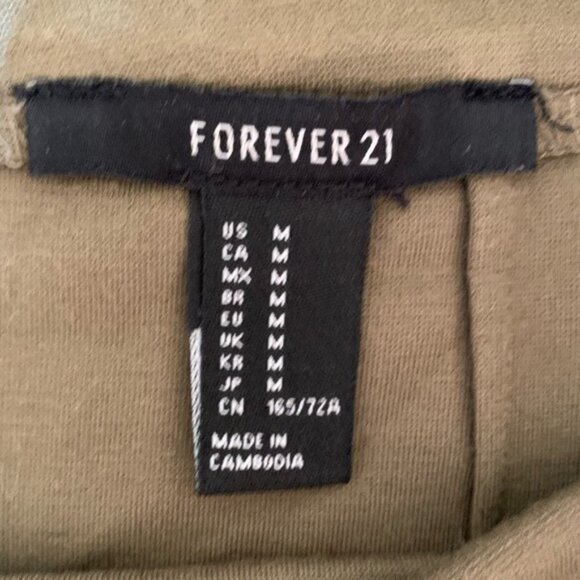 FOREVER 21
US M
CA M
MX M
BR M
EU M
UK M
KR M
JP M
CN 165/72A
MADE IN
CAMBODIA